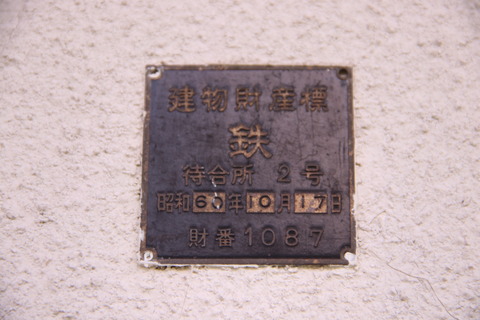 建物財産標
鉄
待合所 2号
昭和60年10月17日
財番1087